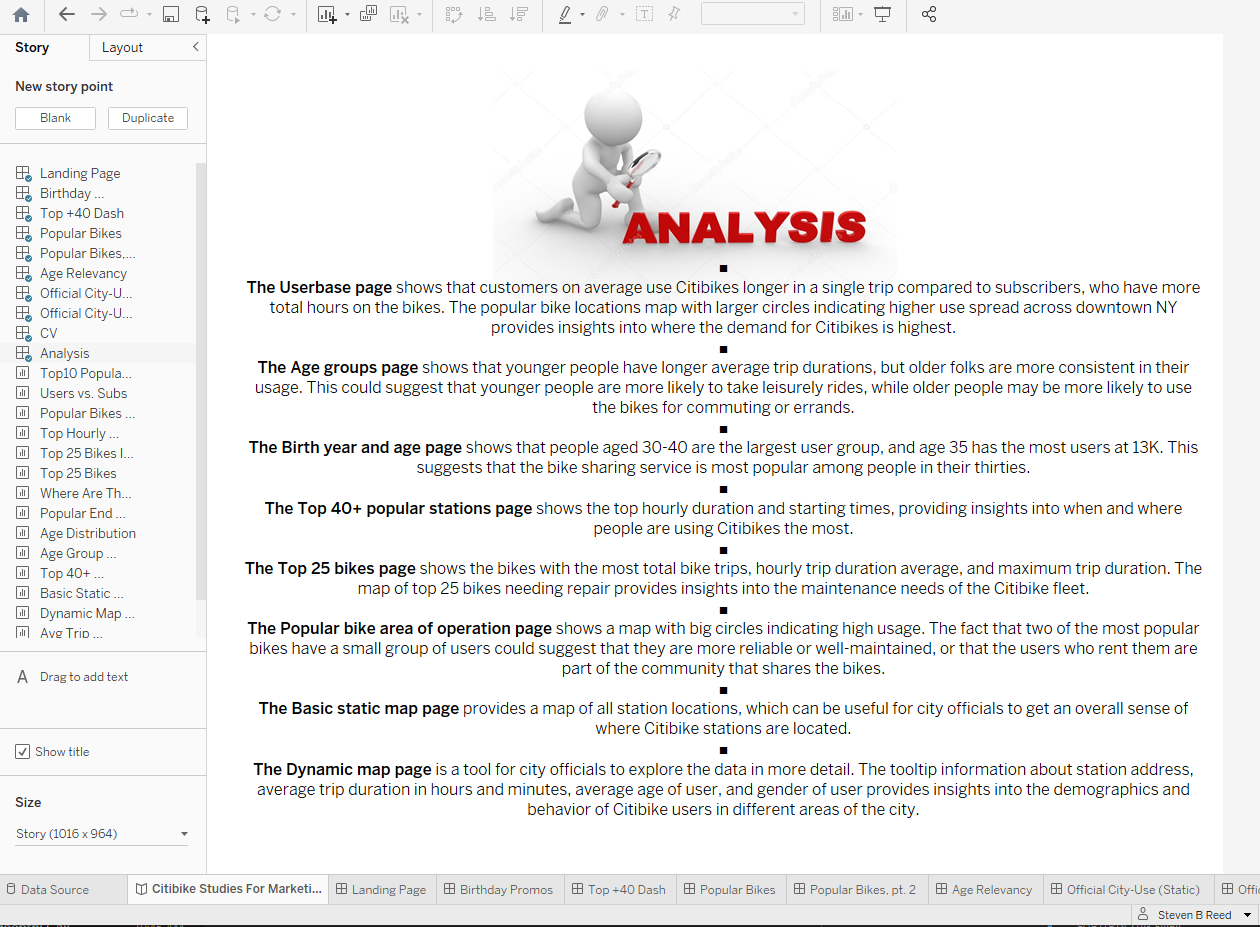 Story
Layout
New story point
Blank
Duplicate
Landing Page
Birthday ...
Top +40 Dash
Popular Bikes
Popular Bikes,...
Age Relevancy
Official City-U...
Official City-U...
CV
Analysis
Top10 Popula...
Users vs. Subs
Popular Bikes ...
Top Hourly ...
Top 25 Bikes I...
Top 25 Bikes
Where Are Th...
Popular End ...
Age Distribution
Age Group ...
Top 40+ ...
Basic Static ...
Dynamic Map ...
Avg Trip ...
A Drag to add text
Show title
Size
Story (1016 x 964)
ANALYSIS
The Userbase page shows that customers on average use Citibikes longer in a single trip compared to subscribers, who have more
total hours on the bikes. The popular bike locations map with larger circles indicating higher use spread across downtown NY
provides insights into where the demand for Citibikes is highest.
The Age groups page shows that younger people have longer average trip durations, but older folks are more consistent in their
usage. This could suggest that younger people are more likely to take leisurely rides, while older people may be more likely to use
the bikes for commuting or errands.
The Birth year and age page shows that people aged 30-40 are the largest user group, and age 35 has the most users at 13K. This
suggests that the bike sharing service is most popular among people in their thirties.
The Top 40+ popular stations page shows the top hourly duration and starting times, providing insights into when and where
people are using Citibikes the most.
The Top 25 bikes page shows the bikes with the most total bike trips, hourly trip duration average, and maximum trip duration. The
map of top 25 bikes needing repair provides insights into the maintenance needs of the Citibike fleet.
The Popular bike area of operation page shows a map with big circles indicating high usage. The fact that two of the most popular
bikes have a small group of users could suggest that they are more reliable or well-maintained, or that the users who rent them are
part of the community that shares the bikes.
The Basic static map page provides a map of all station locations, which can be useful for city officials to get an overall sense of
where Citibike stations are located.
The Dynamic map page is a tool for city officials to explore the data in more detail. The tooltip information about station address,
average trip duration in hours and minutes, average age of user, and gender of user provides insights into the demographics and
behavior of Citibike users in different areas of the city.
Data Source
Citibike Studies For Marketi...
Landing Page
Birthday Promos
Top +40 Dash
Popular Bikes
Popular Bikes, pt. 2
Age Relevancy
Official City-Use (Static)
Offi
Steven B Reed